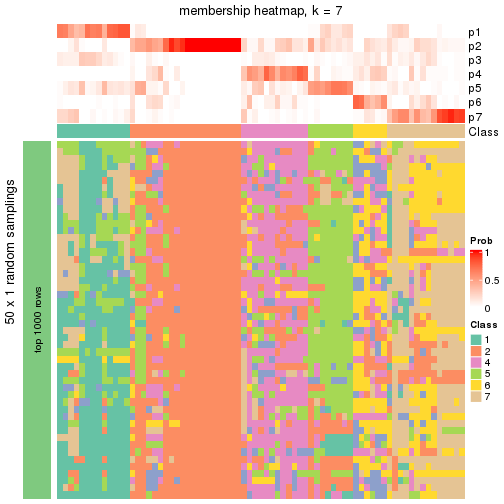 membership heatmap, k = 7
p1
p2
p3
p4
p5
p6
p7
Class
50 x 1 random samplings
top 1000 rows
Prob
1
0.5
0
Class
1
2
4
5
6
7